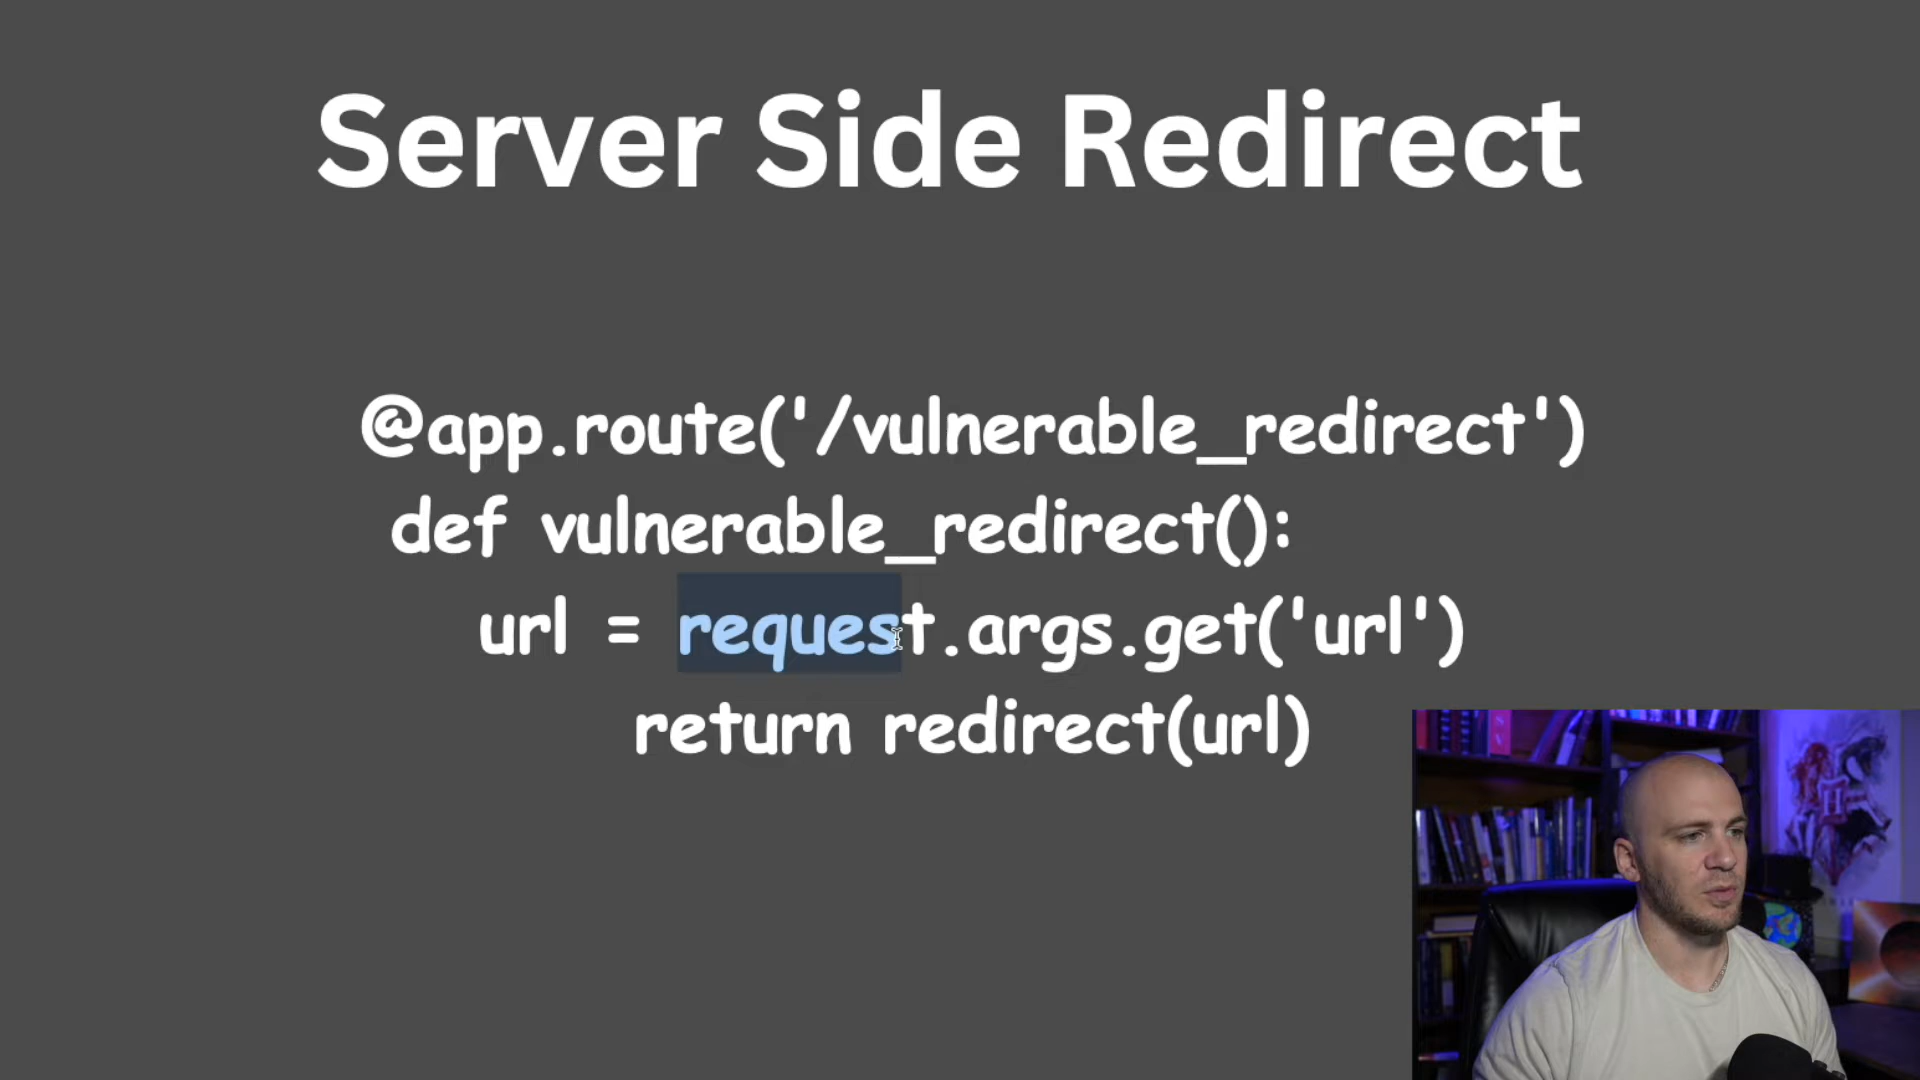 Server Side Redirect
@app.route('/vulnerable_redirect')
def vulnerable_redirect():
url = request.args.get('url')
return redirect(url)